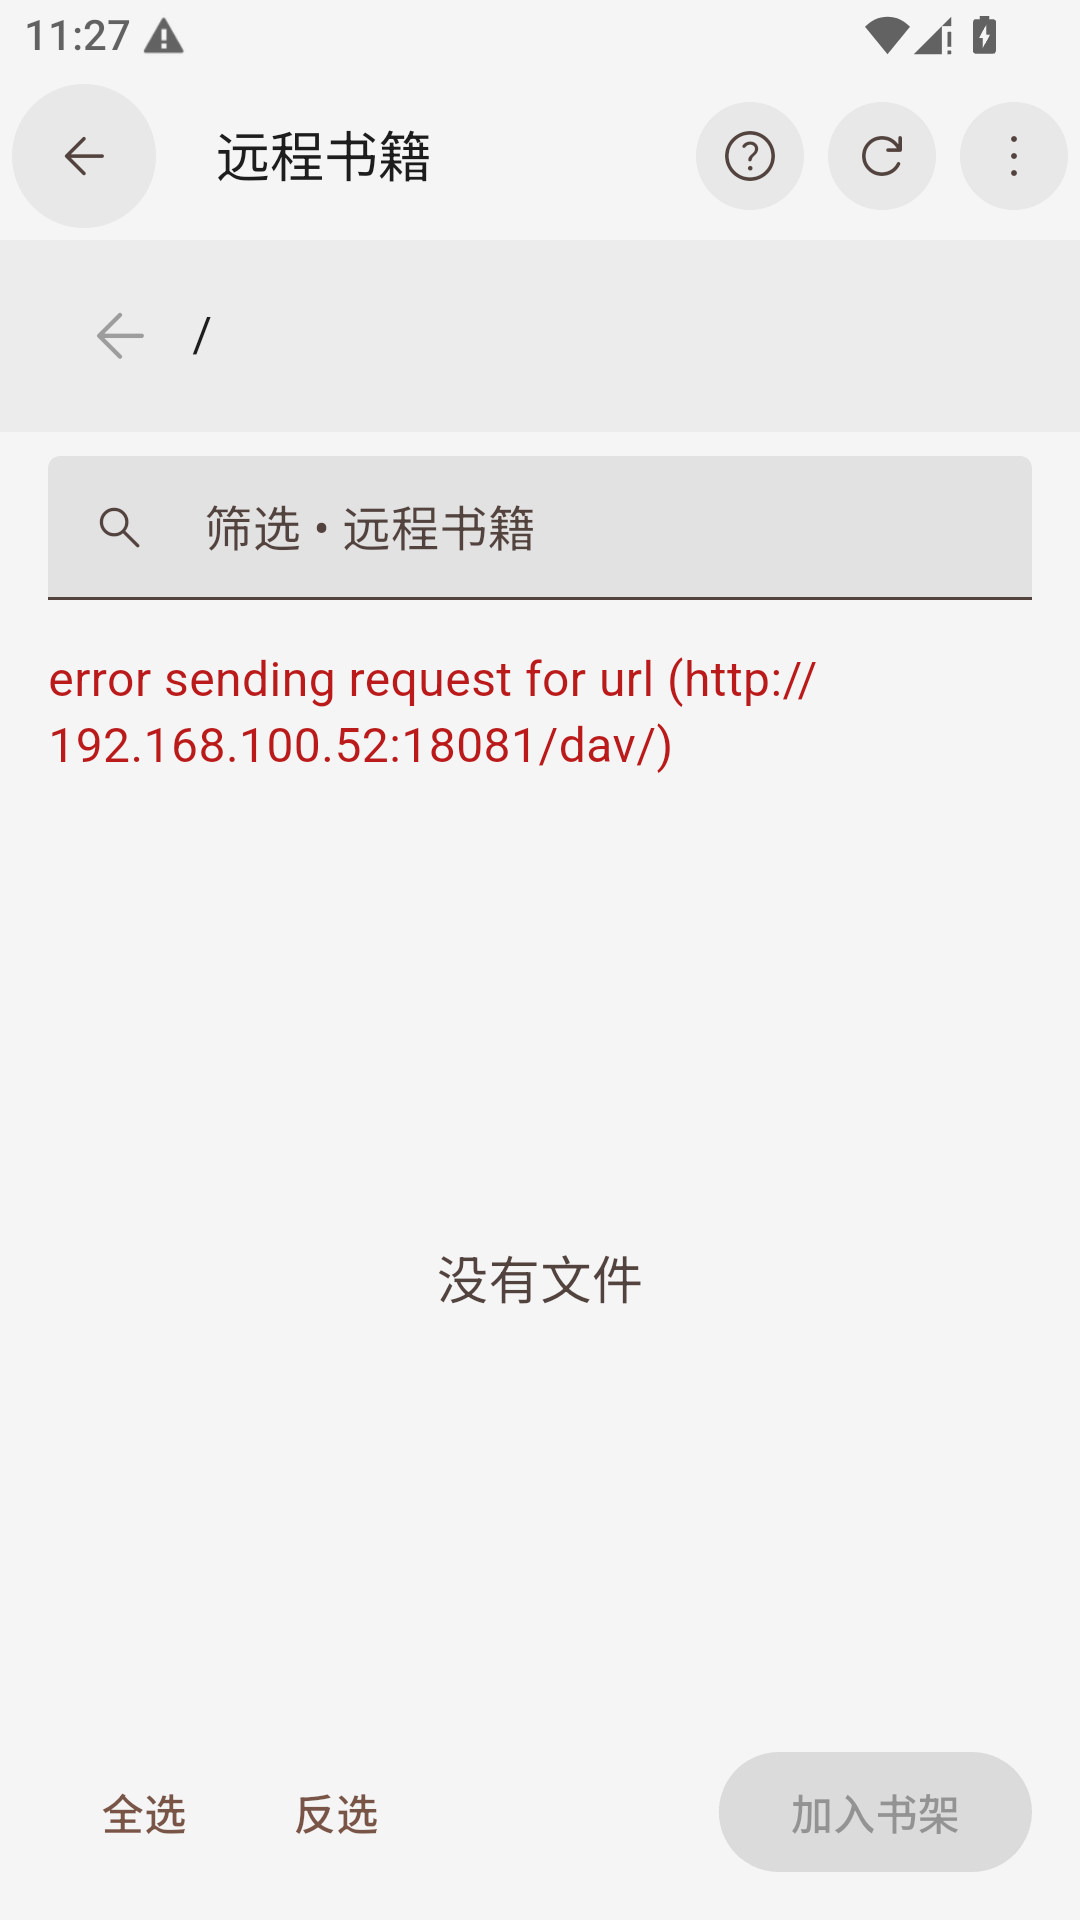 11:27
远程书籍
/
筛选 • 远程书籍
error sending request for url (http://
192.168.100.52:18081/dav/)
没有文件
全选 反选 加入书架